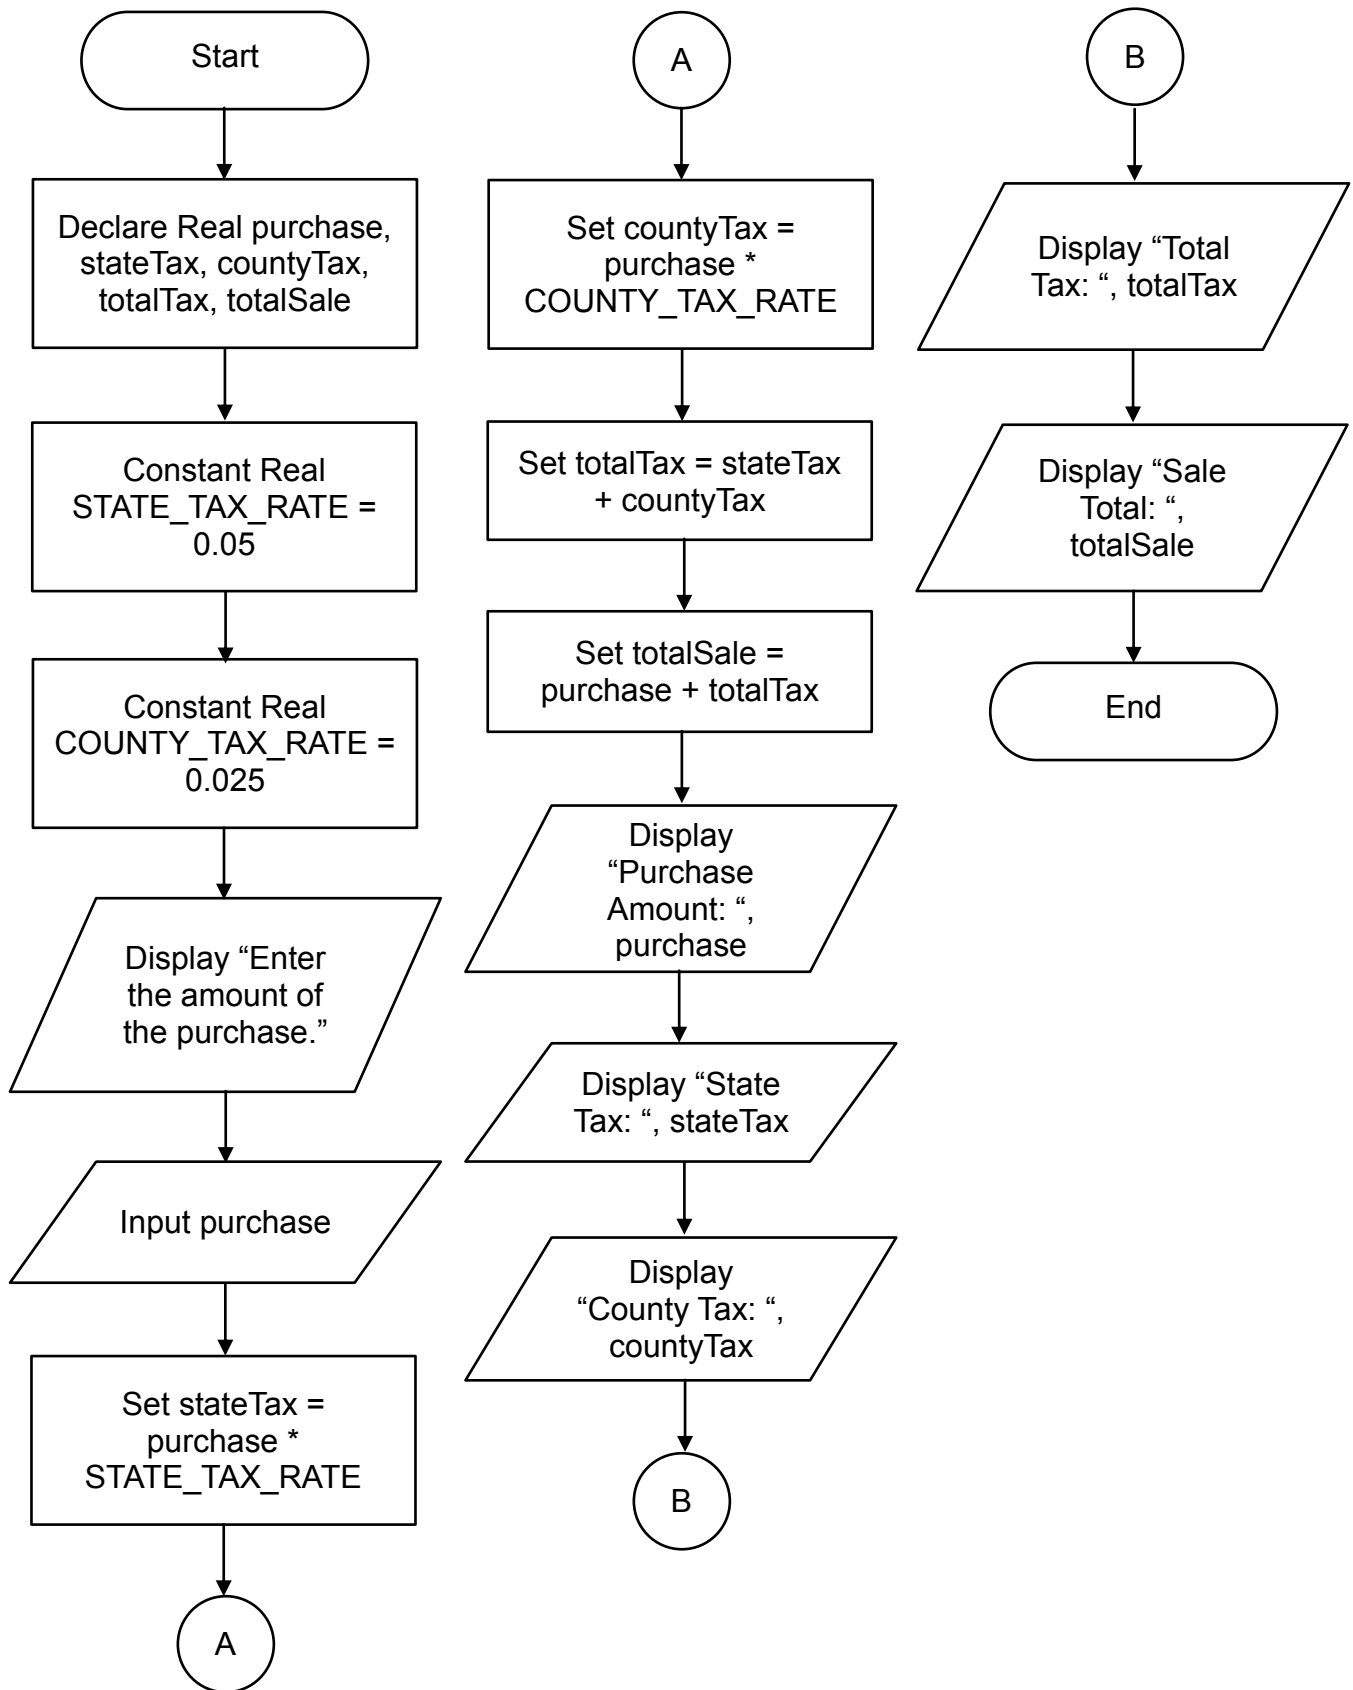 Start
Declare Real purchase,
stateTax, countyTax,
totalTax, totalSale
Constant Real
STATE_TAX_RATE =
0.05
Constant Real
COUNTY_TAX_RATE =
0.025
Display “Enter
the amount of
the purchase.”
Input purchase
Set stateTax =
purchase *
STATE_TAX_RATE
A
A
Set countyTax =
purchase *
COUNTY_TAX_RATE
Set totalTax = stateTax
+ countyTax
Set totalSale =
purchase + totalTax
Display
“Purchase
Amount: “,
purchase
Display “State
Tax: “, stateTax
Display
“County Tax: “,
countyTax
B
B
Display “Total
Tax: “, totalTax
Display “Sale
Total: “,
totalSale
End